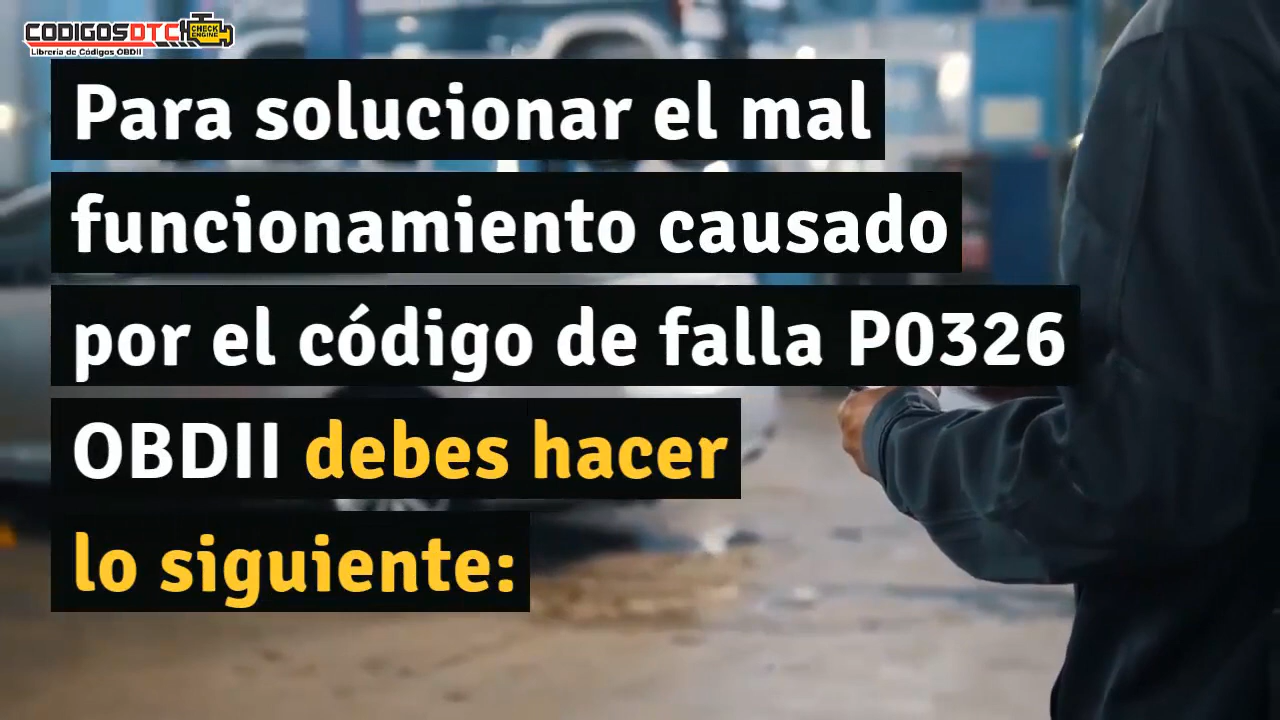 CODIGOSDTC
CHECK
ENGINE
Librería de Códigos OBDII
Para solucionar el mal
funcionamiento causado
por el código de falla P0326
OBDII debes hacer
lo siguiente: